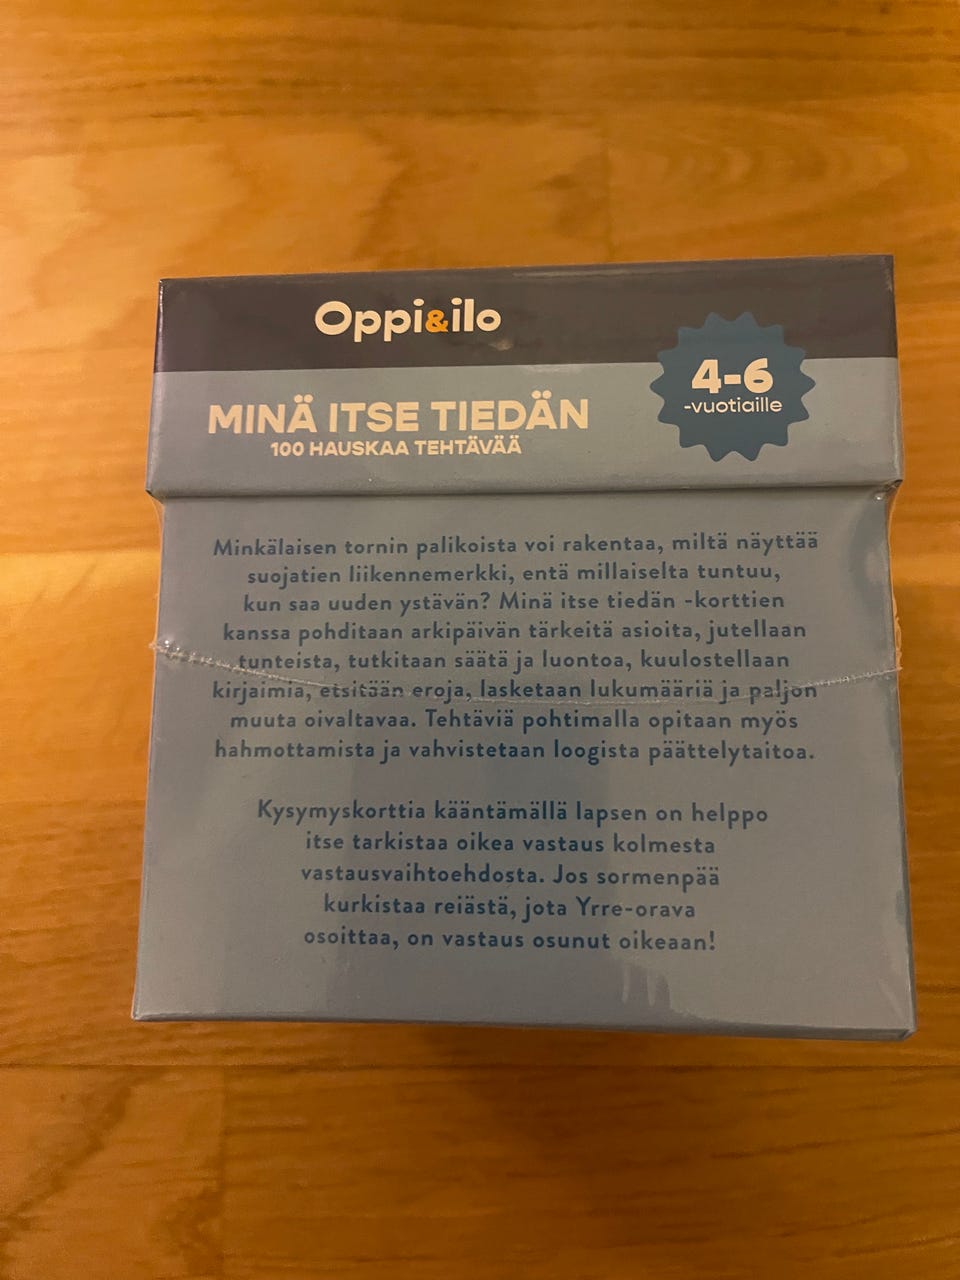 Oppi&ilo
4-6
-vuotiaille
MINÄ ITSE TIEDÄN
100 HAUSKAA TEHTÄVÄÄ
Minkälaisen tornin palikoista voi rakentaa, miltä näyttää
suojatien liikennemerkki, entä millaiselta tuntuu,
kun saa uuden ystävän? Minä itse tiedän -korttien
kanssa pohditaan arkipäivän tärkeitä asioita, jutellaan
tunteista, tutkitaan säätä ja luontoa, kuulostellaan
kirjaimia, etsitään eroja, lasketaan lukumääriä ja paljon
muuta oivaltavaa. Tehtäviä pohtimalla opitaan myös
hahmottamista ja vahvistetaan loogista päättelytaitoa.
Kysymyskorttia kääntämällä lapsen on helppo
itse tarkistaa oikea vastaus kolmesta
vastausvaihtoehdosta. Jos sormenpää
kurkistaa reiästä, jota Yrre-orava
osoittaa, on vastaus osunut oikeaan!